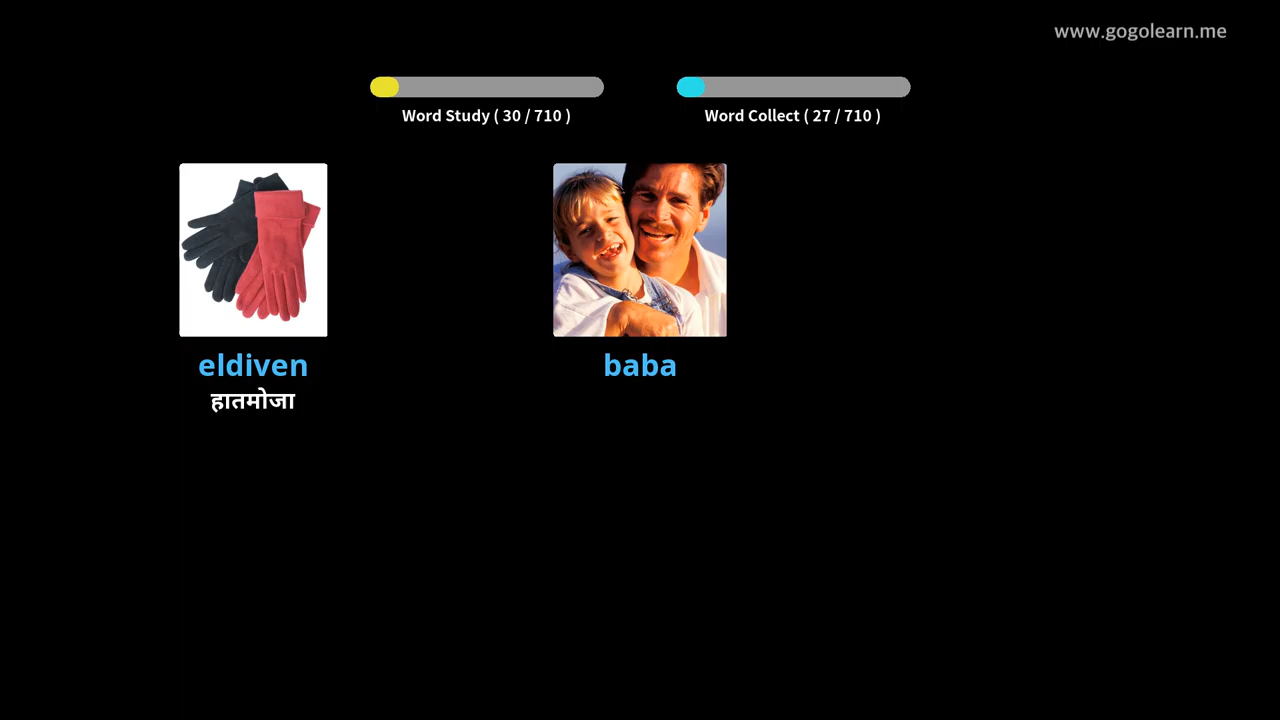 www.gogolearn.me
Word Study ( 30 / 710 )
Word Collect ( 27 / 710 )
eldiven
हातमोजा
baba